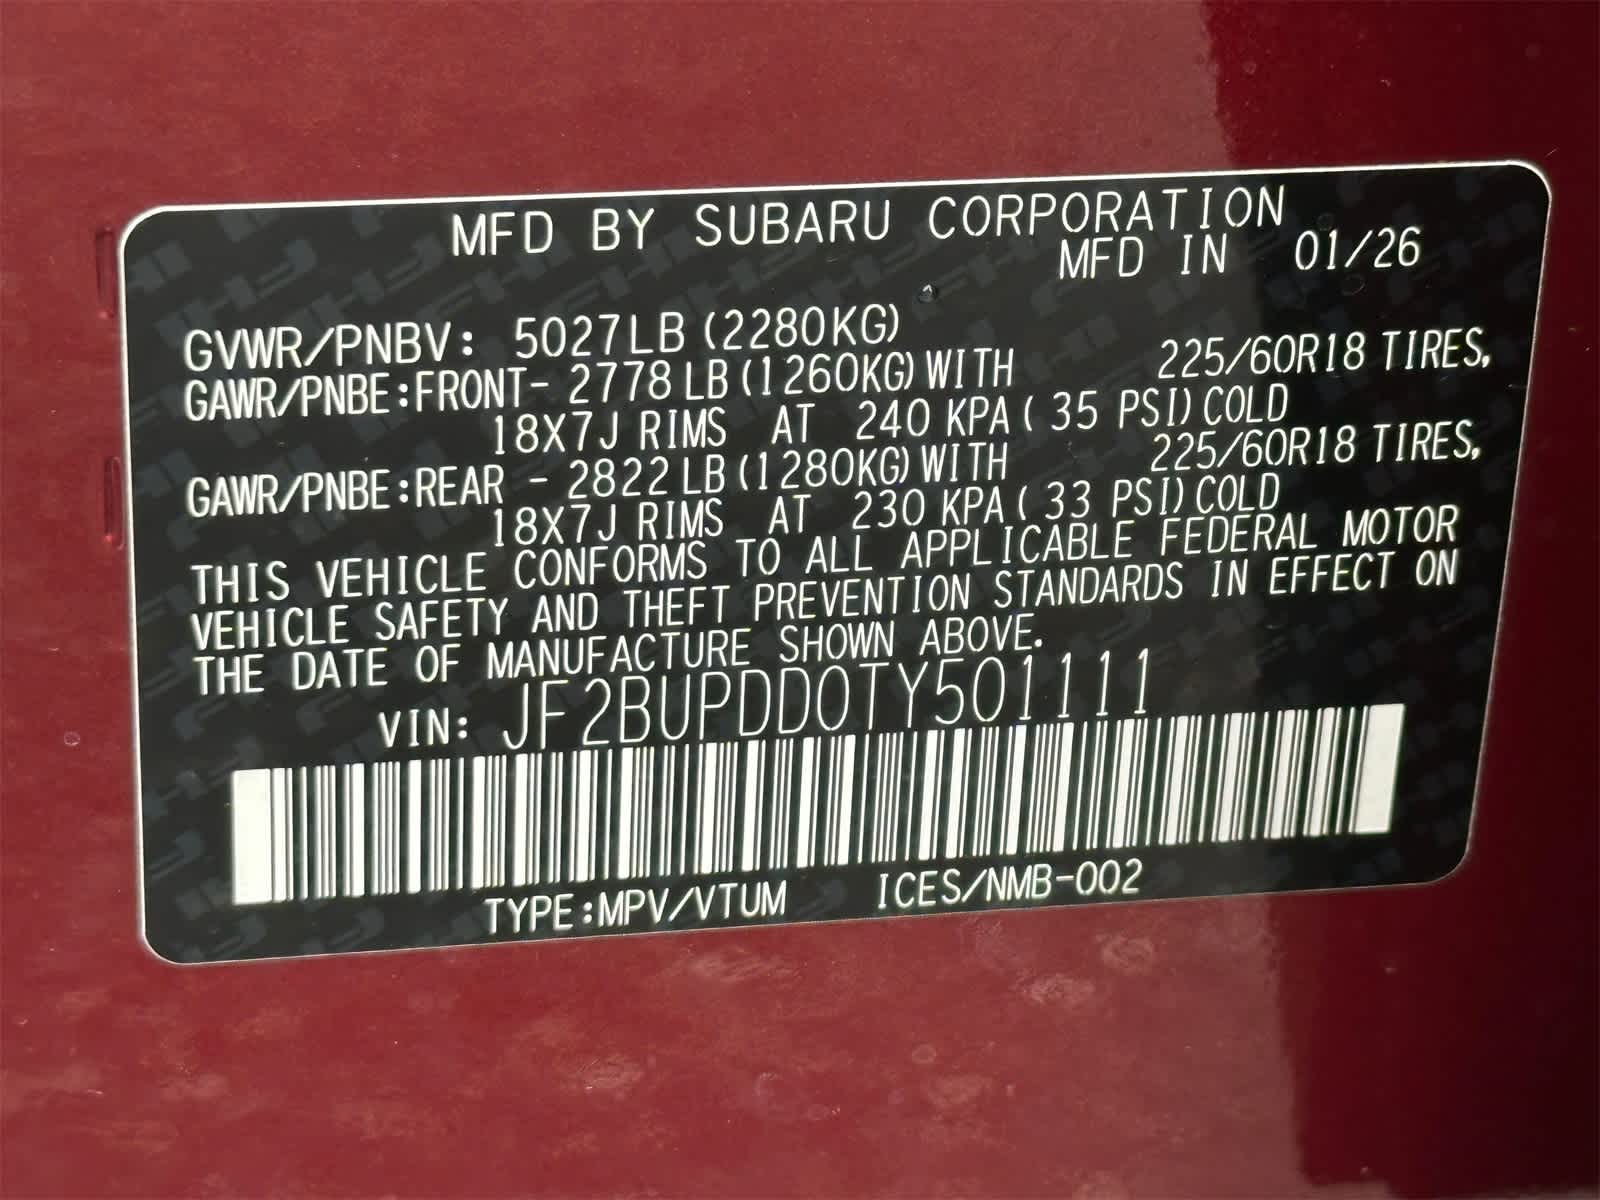 MFD BY SUBARU CORPORATION
MFD IN 01/26
GVWR/PNBV: 5027LB (2280KG)
GAWR/PNBE:FRONT- 2778 LB (1260KG) WITH 225/60R18 TIRES,
18X7J RIMS AT 240 KPA ( 35 PSI) COLD
GAWR/PNBE:REAR - 2822 LB (1280KG) WITH 225/60R18 TIRES,
18X7J RIMS AT 230 KPA ( 33 PSI) COLD
THIS VEHICLE CONFORMS TO ALL APPLICABLE FEDERAL MOTOR
VEHICLE SAFETY AND THEFT PREVENTION STANDARDS IN EFFECT ON
THE DATE OF MANUFACTURE SHOWN ABOVE.
VIN: JF2BUPDD0TY501111
TYPE:MPV/VTUM ICES/NMB-002